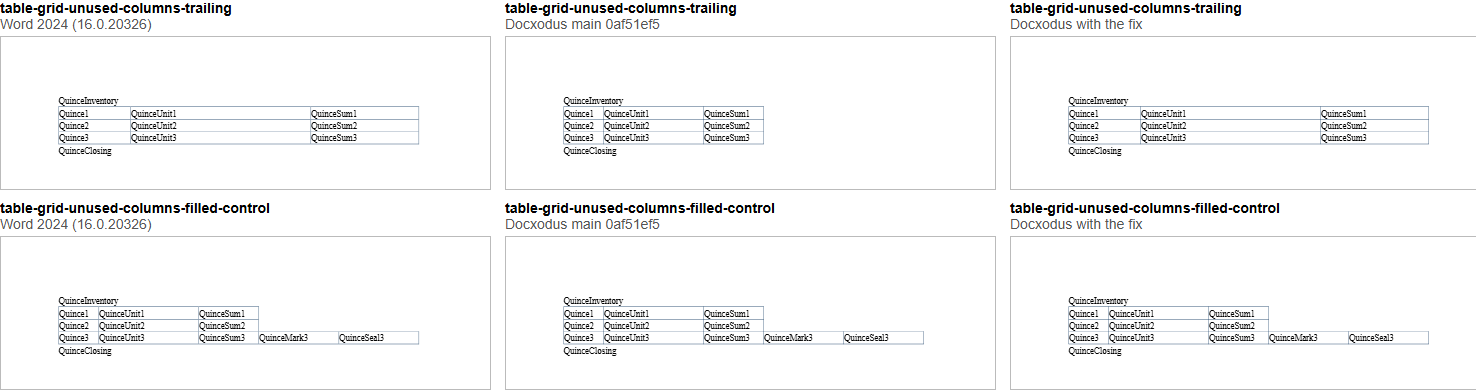 table-grid-unused-columns-trailing
Word 2024 (16.0.20326)
QuinceInventory
Quince1 QuinceUnit1 QuinceSum1
Quince2 QuinceUnit2 QuinceSum2
Quince3 QuinceUnit3 QuinceSum3
QuinceClosing
table-grid-unused-columns-trailing
Docxodus main 0af51ef5
QuinceInventory
Quince1 QuinceUnit1 QuinceSum1
Quince2 QuinceUnit2 QuinceSum2
Quince3 QuinceUnit3 QuinceSum3
QuinceClosing
table-grid-unused-columns-trailing
Docxodus with the fix
QuinceInventory
Quince1 QuinceUnit1 QuinceSum1
Quince2 QuinceUnit2 QuinceSum2
Quince3 QuinceUnit3 QuinceSum3
QuinceClosing
table-grid-unused-columns-filled-control
Word 2024 (16.0.20326)
QuinceInventory
Quince1 QuinceUnit1 QuinceSum1
Quince2 QuinceUnit2 QuinceSum2
Quince3 QuinceUnit3 QuinceSum3 QuinceMark3 QuinceSeal3
QuinceClosing
table-grid-unused-columns-filled-control
Docxodus main 0af51ef5
QuinceInventory
Quince1 QuinceUnit1 QuinceSum1
Quince2 QuinceUnit2 QuinceSum2
Quince3 QuinceUnit3 QuinceSum3 QuinceMark3 QuinceSeal3
QuinceClosing
table-grid-unused-columns-filled-control
Docxodus with the fix
QuinceInventory
Quince1 QuinceUnit1 QuinceSum1
Quince2 QuinceUnit2 QuinceSum2
Quince3 QuinceUnit3 QuinceSum3 QuinceMark3 QuinceSeal3
QuinceClosing